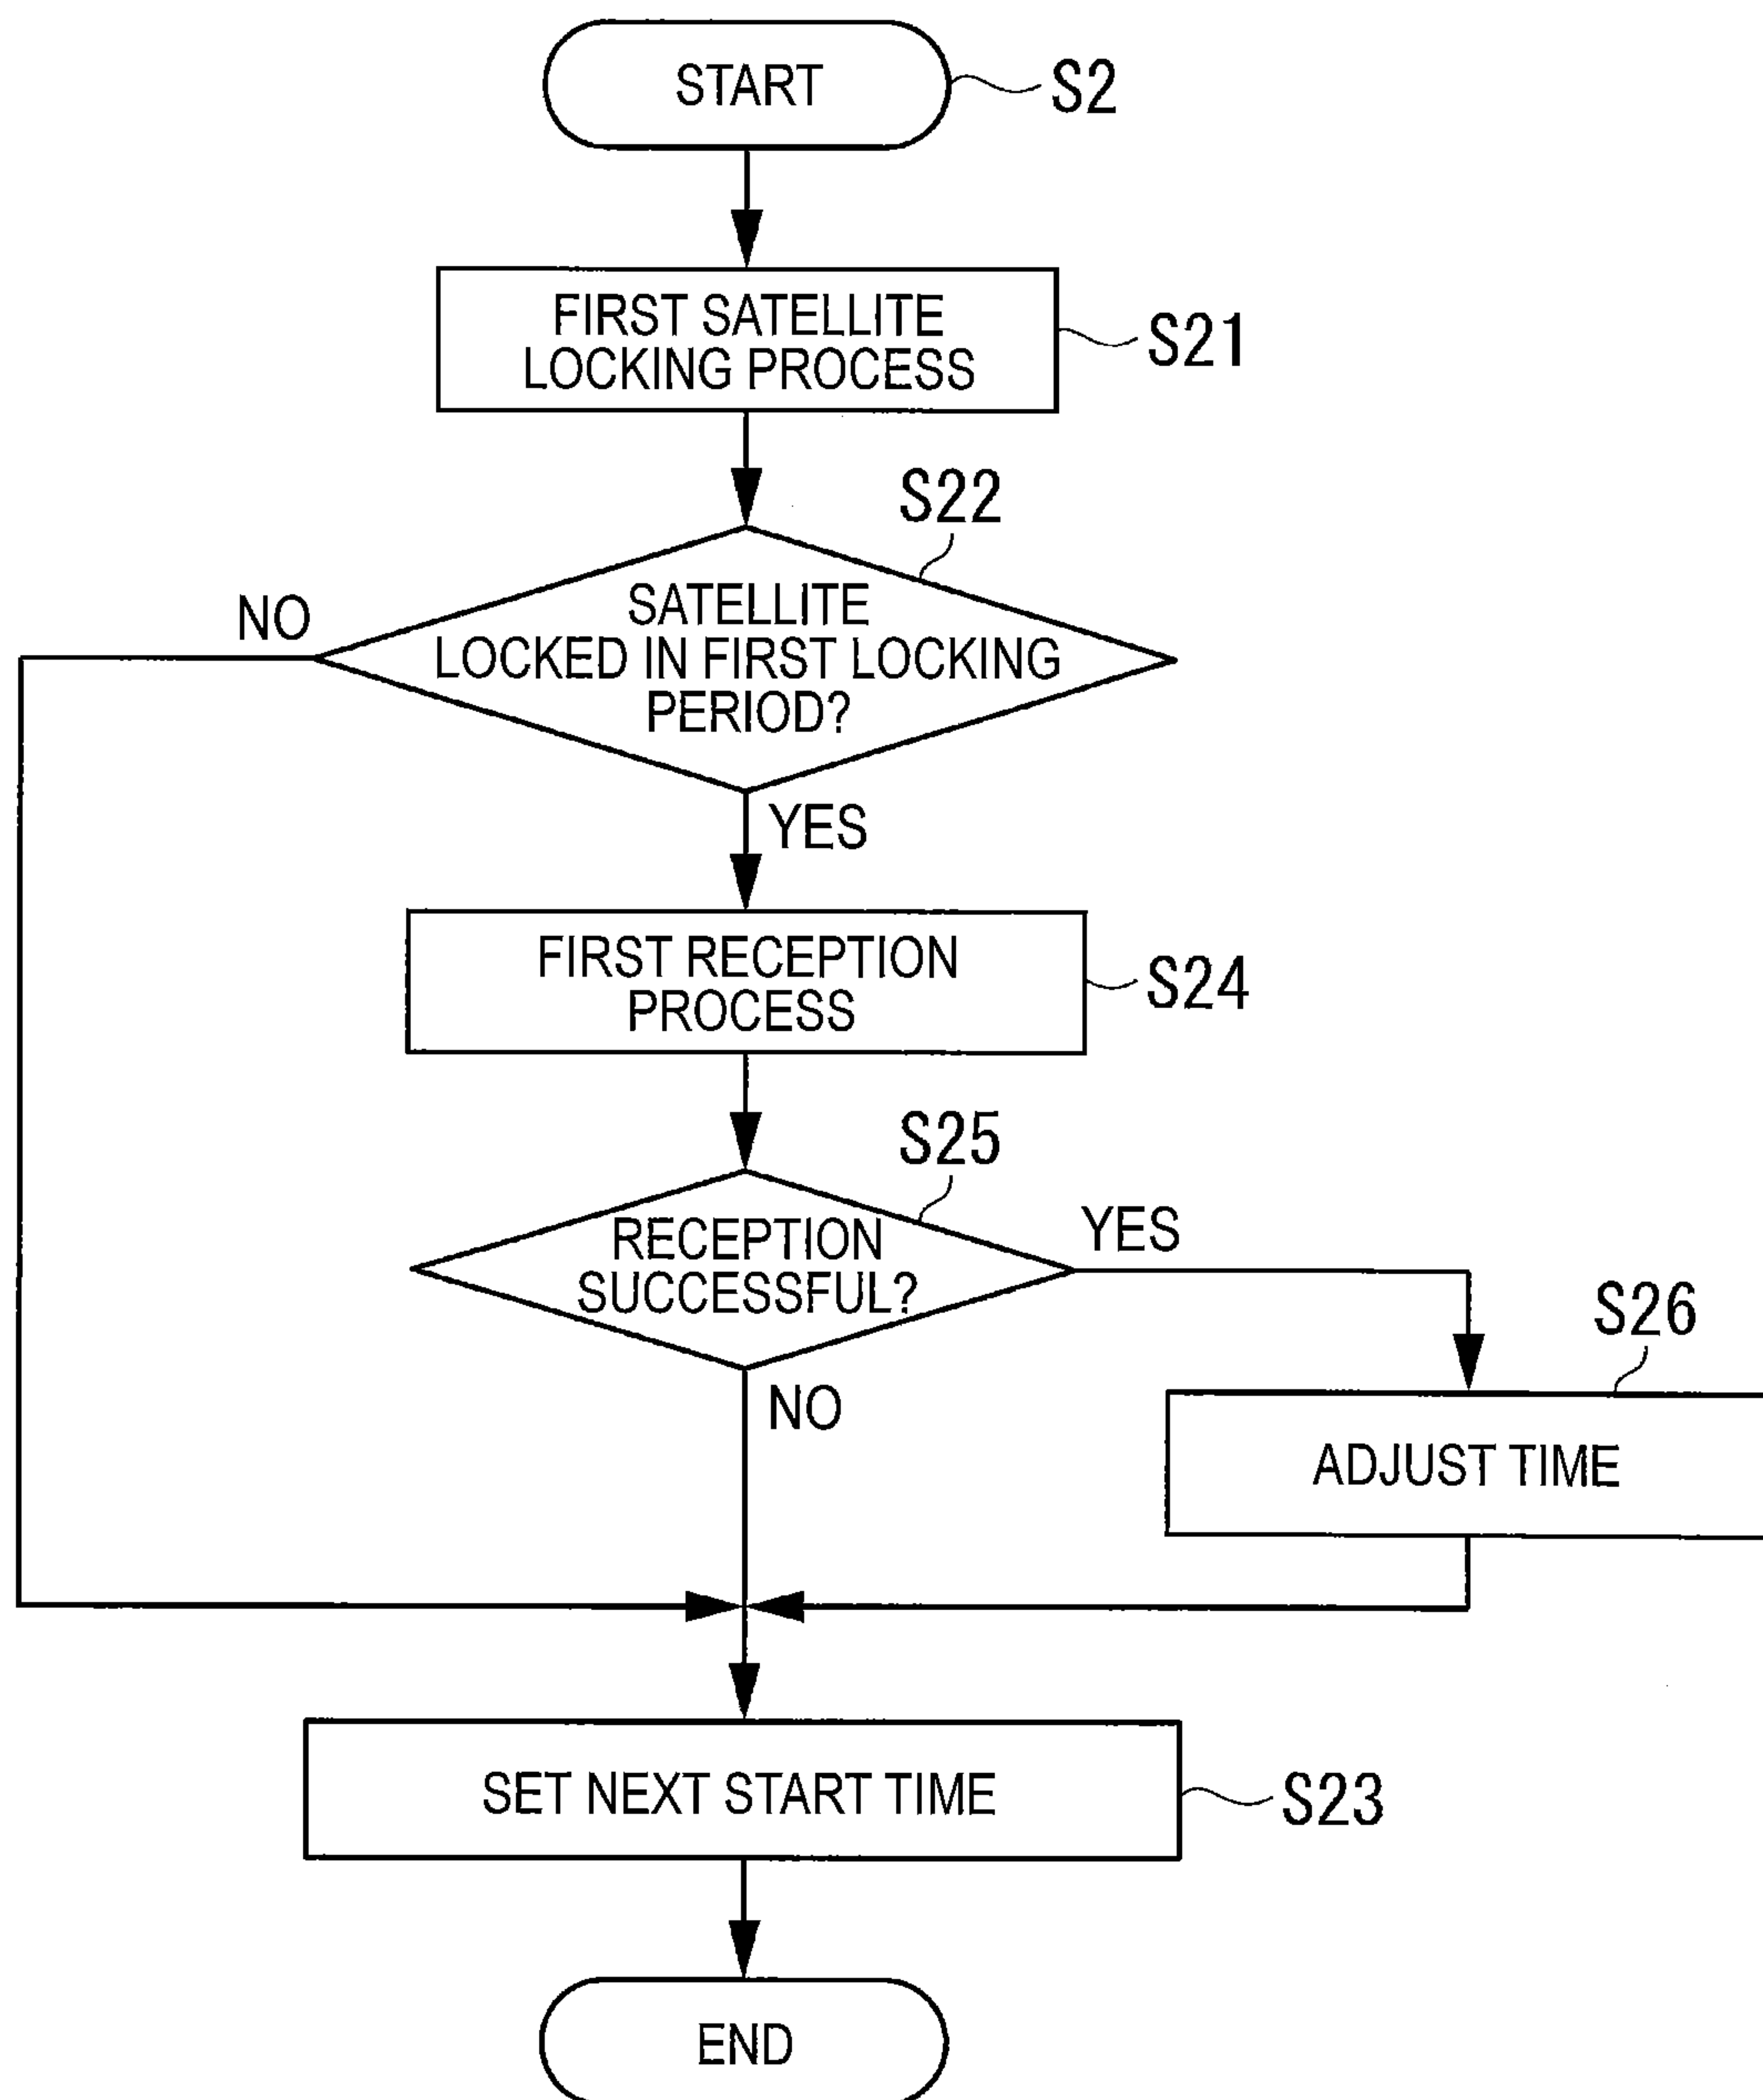 START
S2
FIRST SATELLITE
LOCKING PROCESS
S21
S22
SATELLITE
LOCKED IN FIRST LOCKING
PERIOD?
NO
YES
FIRST RECEPTION
PROCESS
S24
S25
RECEPTION
SUCCESSFUL?
YES
NO
S26
ADJUST TIME
SET NEXT START TIME
S23
END